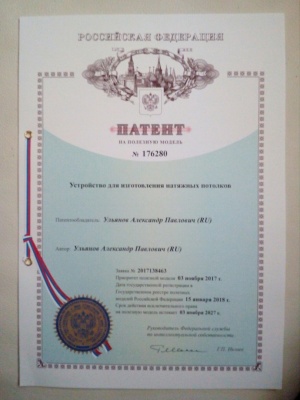 РОССИЙСКАЯ ФЕДЕРАЦИЯ
ПАТЕНТ
НА ПОЛЕЗНУЮ МОДЕЛЬ
№ 176280
Устройство для изготовления натяжных потолков
Патентообладатель: Ульянов Александр Павлович (RU)
Автор: Ульянов Александр Павлович (RU)
Заявка № 2017138463
Приоритет полезной модели 03 ноября 2017 г.
Дата государственной регистрации в
Государственном реестре полезных
моделей Российской Федерации 15 января 2018 г.
Срок действия исключительного права
на полезную модель истекает 03 ноября 2027 г.
Руководитель Федеральной службы
по интеллектуальной собственности
Г.П. Ивлиев